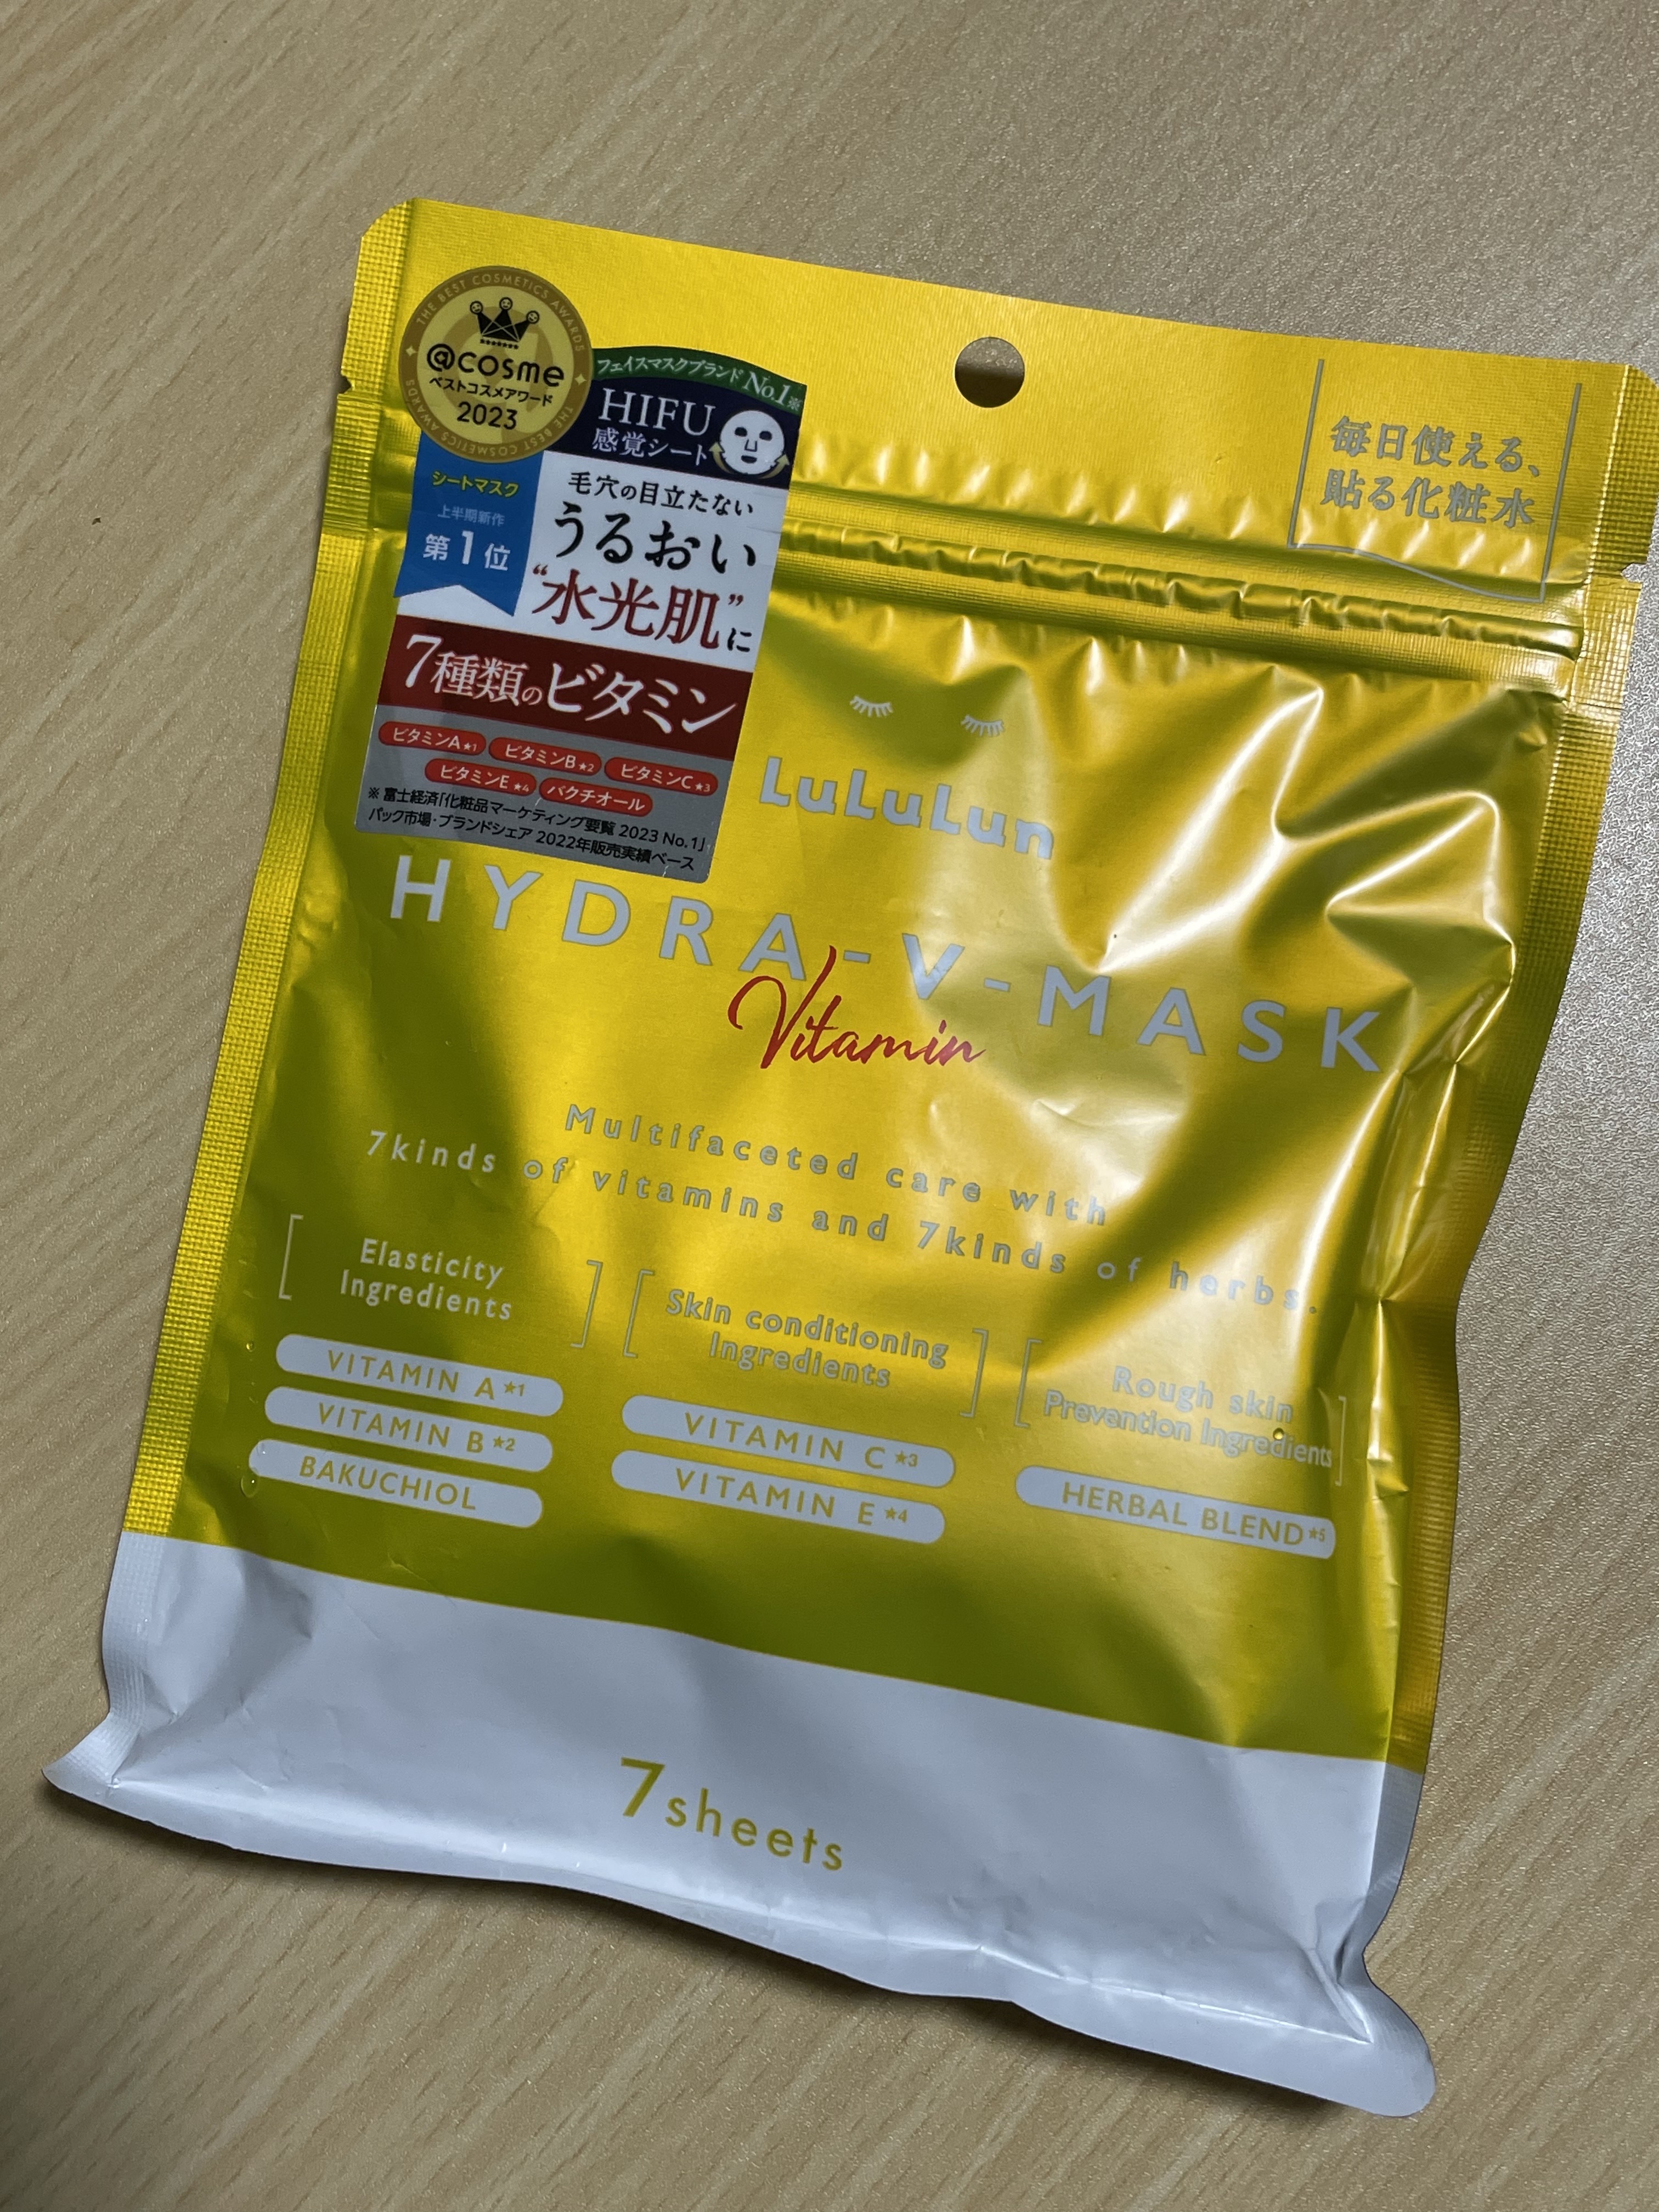 THE BEST COSMETICS AWARDS
@cosme
ベストコスメアワード
2023
THE BEST COSMETICS AWARDS
シートマスク
上半期新作
第1位
フェイスマスクブランドNo.1※
HIFU
感覚シート
毛穴の目立たない
うるおい
“水光肌”に
7種類のビタミン
ビタミンA★1 ビタミンB★2 ビタミンC★3
ビタミンE★4 バクチオール
※富士経済「化粧品マーケティング要覧 2023 No.1」
パック市場・ブランドシェア 2022年販売実績ベース
毎日使える、
貼る化粧水
LuLuLun
HYDRA-V-MASK
Vitamin
Multifaceted care with
7kinds of vitamins and 7kinds of herbs.
Elasticity
Ingredients
VITAMIN A★1
VITAMIN B★2
BAKUCHIOL
Skin conditioning
Ingredients
VITAMIN C★3
VITAMIN E★4
Rough skin
Prevention Ingredients
HERBAL BLEND★5
7sheets